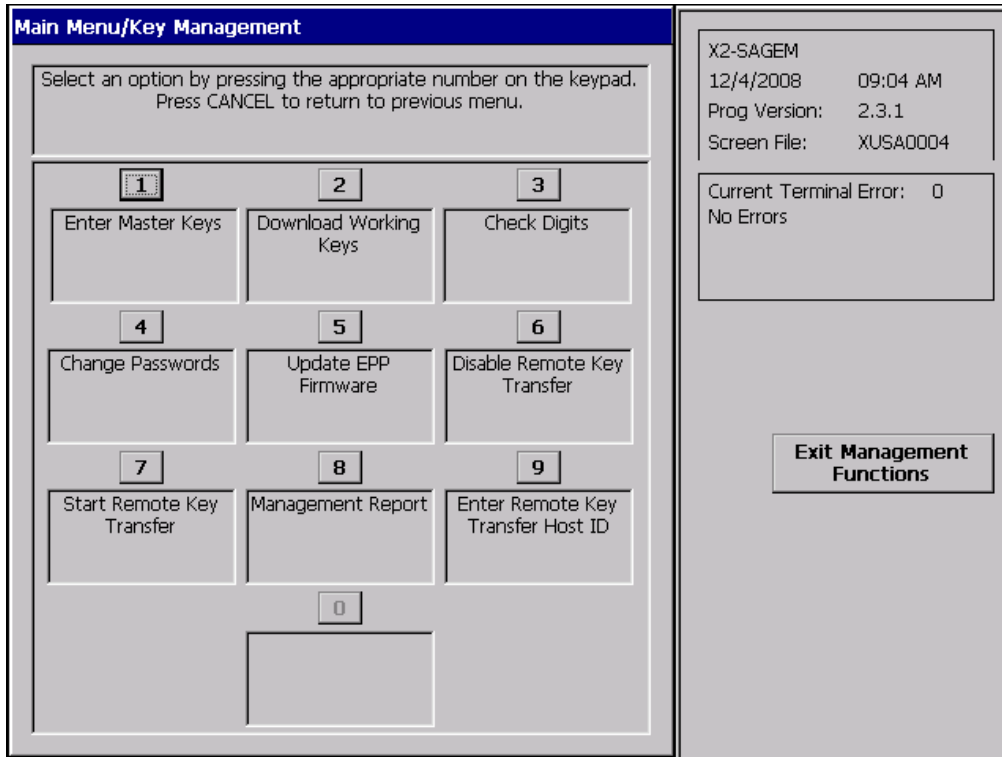 Main Menu/Key Management
Select an option by pressing the appropriate number on the keypad.
Press CANCEL to return to previous menu.
1
2
3
Enter Master Keys
Download Working
Keys
Check Digits
4
5
6
Change Passwords
Update EPP
Firmware
Disable Remote Key
Transfer
7
8
9
Start Remote Key
Transfer
Management Report
Enter Remote Key
Transfer Host ID
0
X2-SAGEM
12/4/2008 09:04 AM
Prog Version: 2.3.1
Screen File: XUSA0004
Current Terminal Error: 0
No Errors
Exit Management
Functions